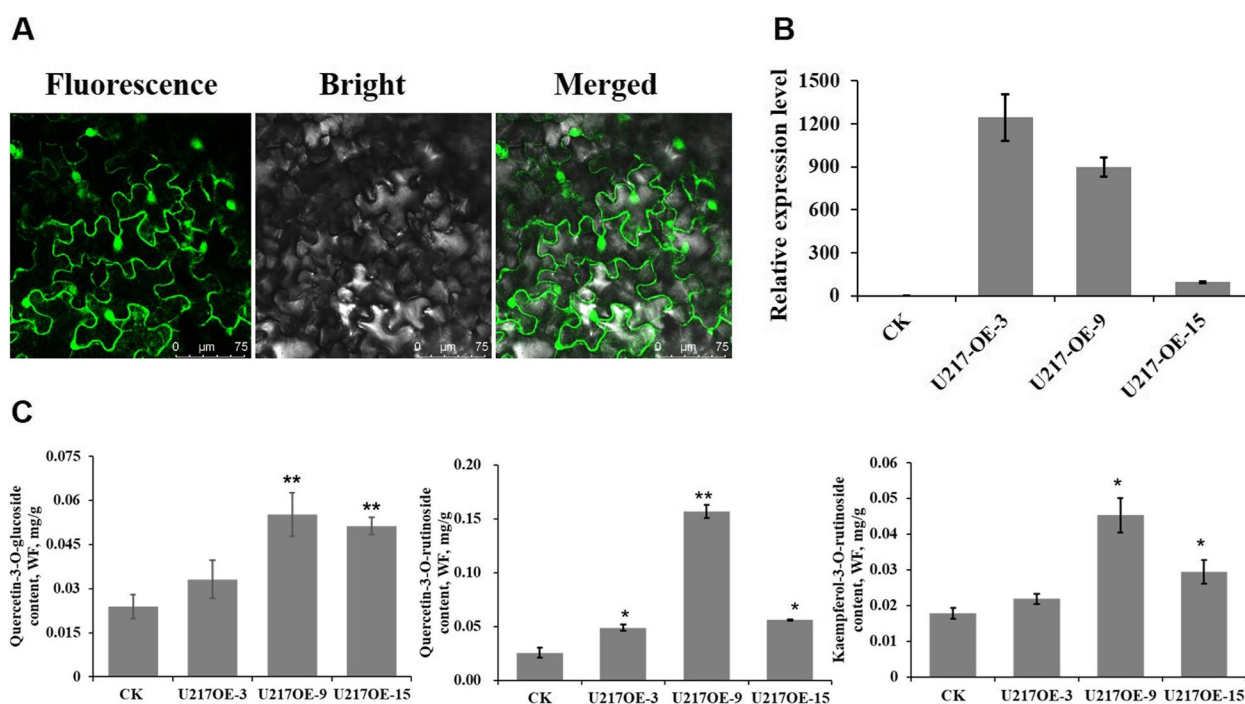 A
Fluorescence
Bright
Merged
0 μm 75
0 μm 75
0 μm 75
B
Relative expression level
1500
1200
900
600
300
0
CK
U217-OE-3
U217-OE-9
U217-OE-15
C
Quercetin-3-O-glucoside
content, WF, mg/g
0.075
0.06
0.045
0.03
0.015
0
**
**
CK
U217OE-3
U217OE-9
U217OE-15
Quercetin-3-O-rutinoside
content, WF, mg/g
0.20
0.15
0.10
0.05
0.00
*
**
*
CK
U217OE-3
U217OE-9
U217OE-15
Kaempferol-3-O-rutinoside
content, WF, mg/g
0.06
0.05
0.04
0.03
0.02
0.01
0
*
*
CK
U217OE-3
U217OE-9
U217OE-15